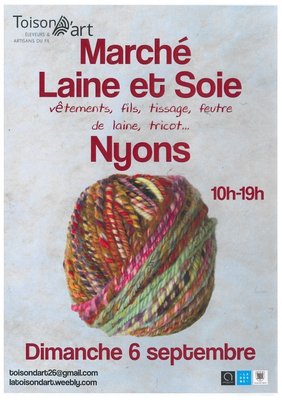 Toison d'art
ÉLEVEURS &
ARTISANS DU FIL
Marché
Laine et Soie
vêtements, fils, tissage, feutre
de laine, tricot...
Nyons
10h-19h
Dimanche 6 septembre
toisondart26@gmail.com
latoisondart.weebly.com